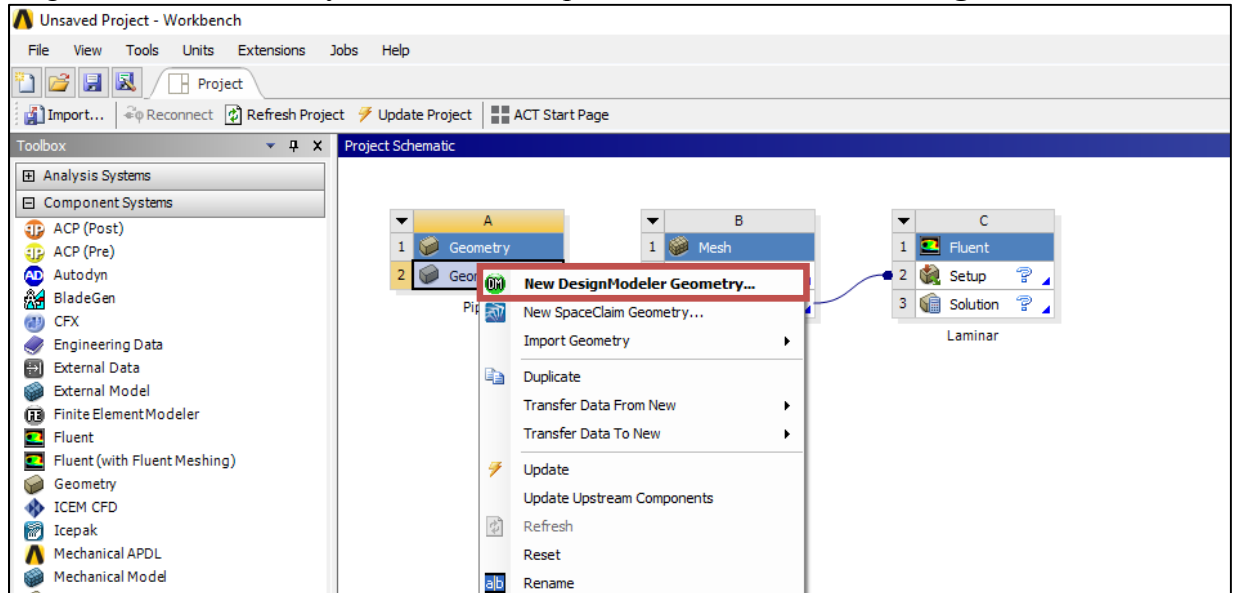 Unsaved Project - Workbench
File View Tools Units Extensions Jobs Help
Project
Import... Reconnect Refresh Project Update Project ACT Start Page
Toolbox
Project Schematic
Analysis Systems
Component Systems
ACP (Post)
ACP (Pre)
Autodyn
BladeGen
CFX
Engineering Data
External Data
External Model
Finite Element Modeler
Fluent
Fluent (with Fluent Meshing)
Geometry
ICEM CFD
Icepak
Mechanical APDL
Mechanical Model
A
1 Geometry
2
B
1 Mesh
C
1 Fluent
2 Setup ?
3 Solution ?
Laminar
DM New DesignModeler Geometry...
New SpaceClaim Geometry...
Import Geometry
Duplicate
Transfer Data From New
Transfer Data To New
Update
Update Upstream Components
Refresh
Reset
a|b Rename